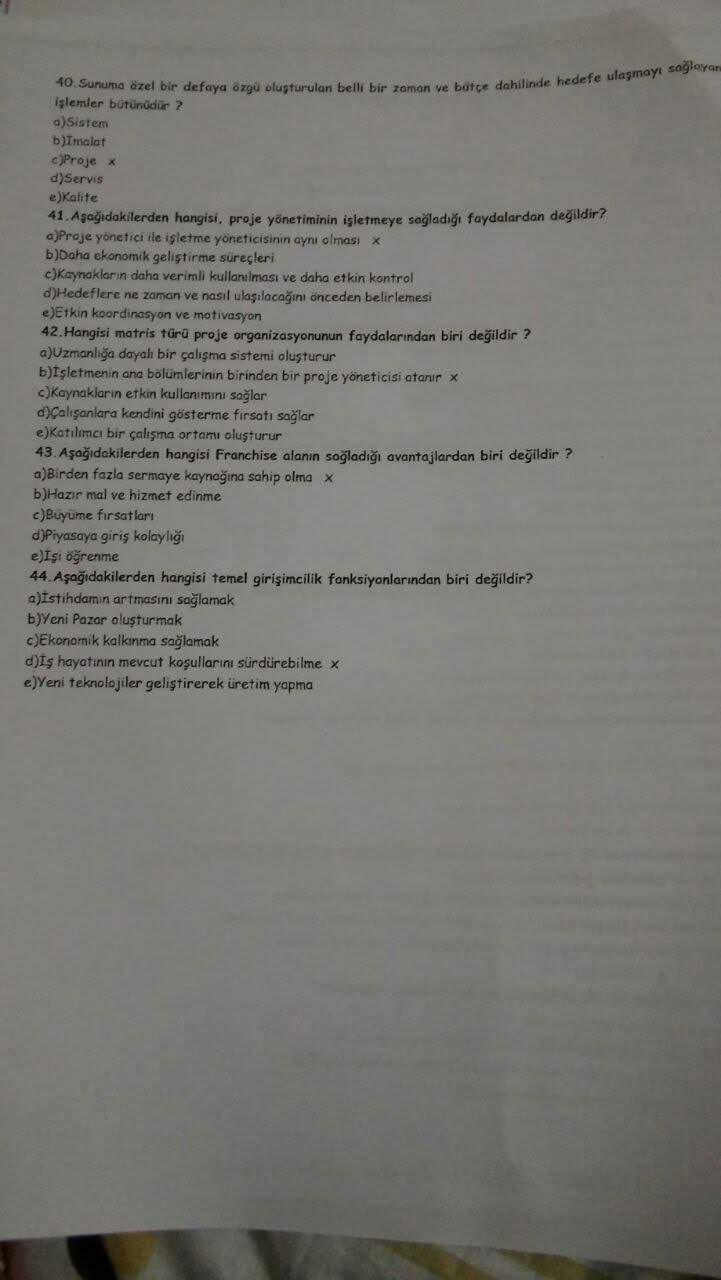 40.Sunuma özel bir defaya özgü oluşturulan belli bir zaman ve bütçe dahilinde hedefe ulaşmayı sağlayan
işlemler bütünüdür ?
a)Sistem
b)İmalat
c)Proje x
d)Servis
e)Kalite
41.Aşağıdakilerden hangisi, proje yönetiminin işletmeye sağladığı faydalardan değildir?
a)Proje yönetici ile işletme yöneticisinin aynı olması x
b)Daha ekonomik geliştirme süreçleri
c)Kaynakların daha verimli kullanılması ve daha etkin kontrol
d)Hedeflere ne zaman ve nasıl ulaşılacağını önceden belirlemesi
e)Etkin koordinasyon ve motivasyon
42.Hangisi matris türü proje organizasyonunun faydalarından biri değildir ?
a)Uzmanlığa dayalı bir çalışma sistemi oluşturur
b)İşletmenin ana bölümlerinin birinden bir proje yöneticisi atanır x
c)Kaynakların etkin kullanımını sağlar
d)Çalışanlara kendini gösterme fırsatı sağlar
e)Katılımcı bir çalışma ortamı oluşturur
43.Aşağıdakilerden hangisi Franchise alanın sağladığı avantajlardan biri değildir ?
a)Birden fazla sermaye kaynağına sahip olma x
b)Hazır mal ve hizmet edinme
c)Büyüme fırsatları
d)Piyasaya giriş kolaylığı
e)İşi öğrenme
44.Aşağıdakilerden hangisi temel girişimcilik fonksiyonlarından biri değildir?
a)İstihdamın artmasını sağlamak
b)Yeni Pazar oluşturmak
c)Ekonomik kalkınma sağlamak
d)İş hayatının mevcut koşullarını sürdürebilme x
e)Yeni teknolojiler geliştirerek üretim yapma